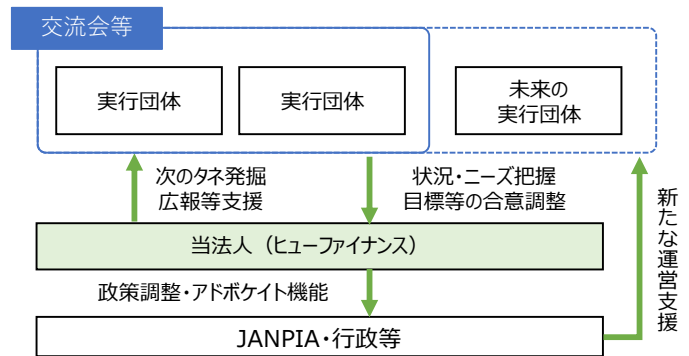 交流会等
実行団体
実行団体
未来の
実行団体
次のタネ発掘
広報等支援
状況・ニーズ把握
目標等の合意調整
新たな運営支援
当法人（ヒューファイナンス）
政策調整・アドボケイト機能
JANPIA・行政等